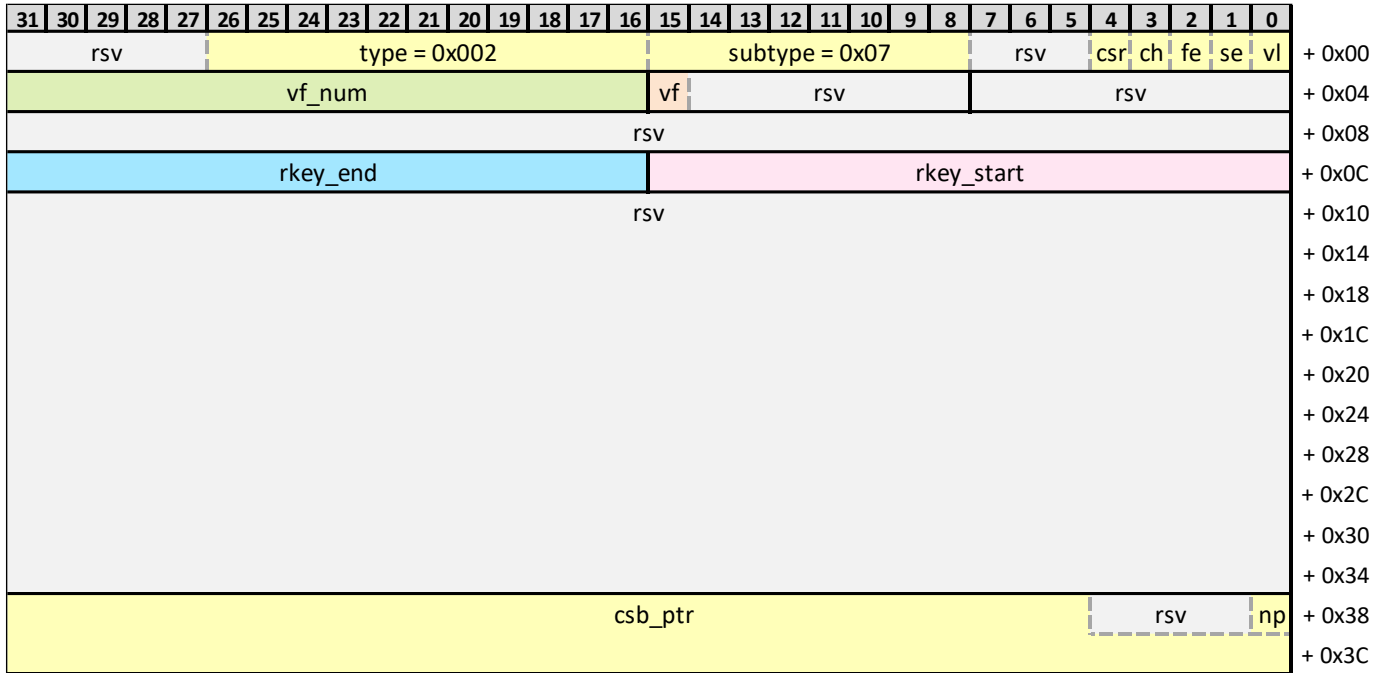 31 30 29 28 27 26 25 24 23 22 21 20 19 18 17 16 15 14 13 12 11 10 9 8 7 6 5 4 3 2 1 0
rsv type = 0x002 subtype = 0x07 rsv csr ch fe se vl + 0x00
vf_num vf rsv rsv + 0x04
rsv + 0x08
rkey_end rkey_start + 0x0C
rsv + 0x10
+ 0x14
+ 0x18
+ 0x1C
+ 0x20
+ 0x24
+ 0x28
+ 0x2C
+ 0x30
+ 0x34
csb_ptr rsv np + 0x38
+ 0x3C